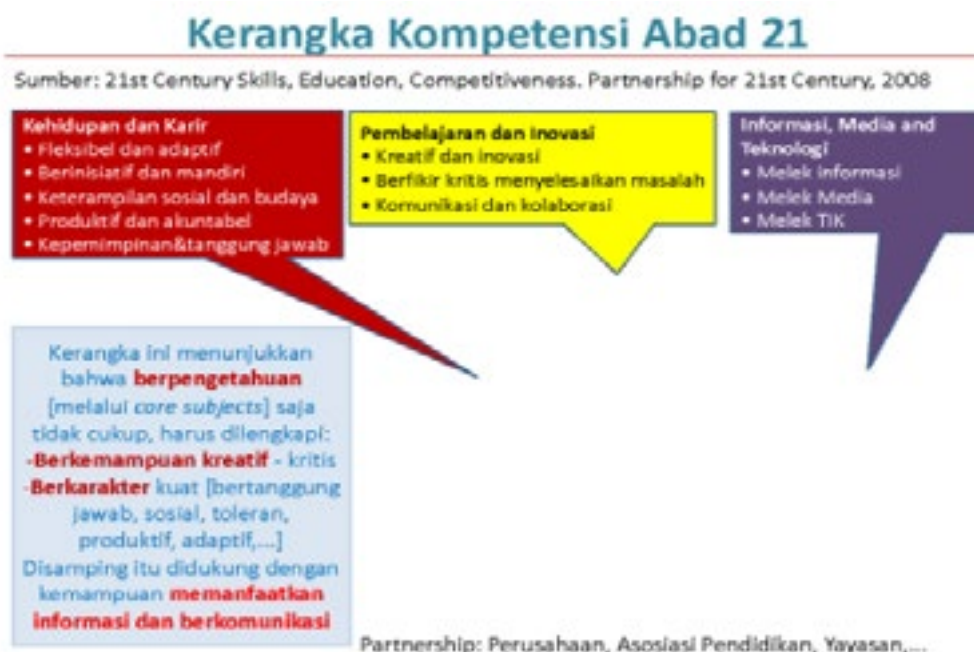 Kerangka Kompetensi Abad 21
Sumber: 21st Century Skills, Education, Competitiveness. Partnership for 21st Century, 2008
Kehidupan dan Karir
• Fleksibel dan adaptif
• Berinisiatif dan mandiri
• Keterampilan sosial dan budaya
• Produktif dan akuntabel
• Kepemimpinan&tanggung jawab
Pembelajaran dan Inovasi
• Kreatif dan inovasi
• Berfikir kritis menyelesaikan masalah
• Komunikasi dan kolaborasi
Informasi, Media and
Teknologi
• Melek informasi
• Melek Media
• Melek TIK
Kerangka ini menunjukkan
bahwa berpengetahuan
[melalui core subjects] saja
tidak cukup, harus dilengkapi:
-Berkemampuan kreatif - kritis
-Berkarakter kuat [bertanggung
jawab, sosial, toleran,
produktif, adaptif,...]
Disamping itu didukung dengan
kemampuan memanfaatkan
informasi dan berkomunikasi
Partnership: Perusahaan, Asosiasi Pendidikan, Yayasan,...